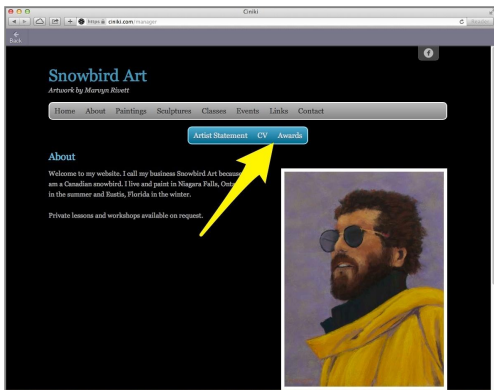 Ciniki
https ciniki.com/manager
Reader
Back
f
Snowbird Art
Artwork by Marvyn Rivett
Home About Paintings Sculptures Classes Events Links Contact
Artist Statement CV Awards
About
Welcome to my website. I call my business Snowbird Art
am a Canadian snowbird. I live and paint in Niagara Falls,
in the summer and Eustis, Florida in the winter.
Private lessons and workshops available on request.